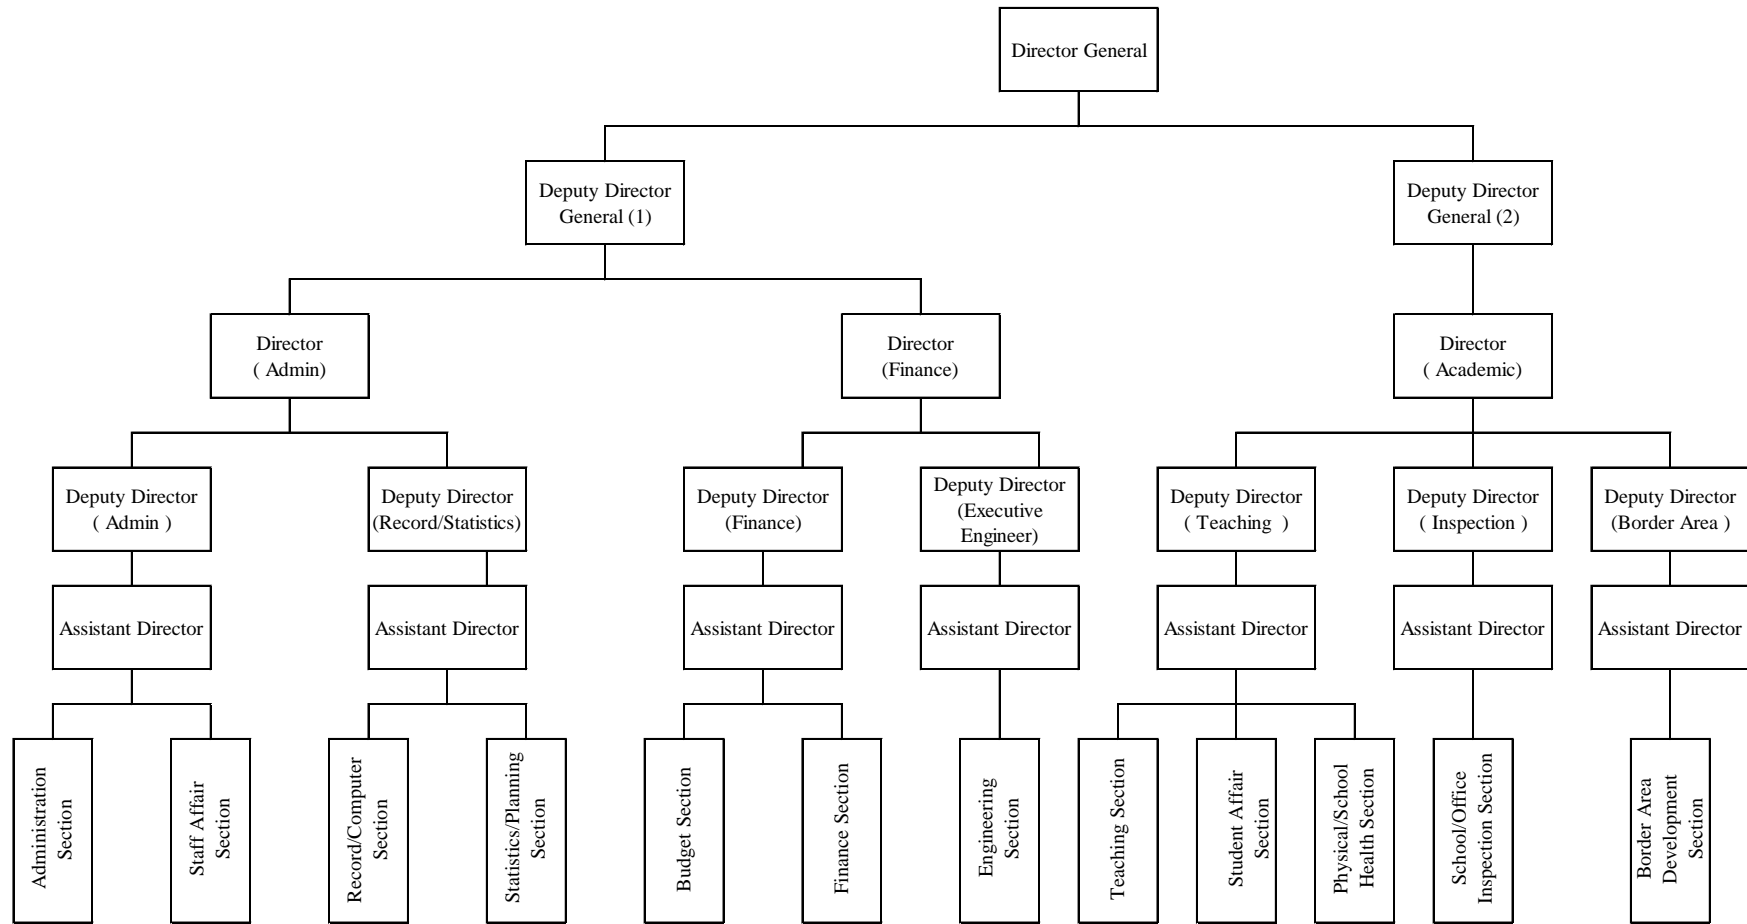 Director General
Deputy Director
General (1)
Deputy Director
General (2)
Director
( Admin)
Director
(Finance)
Director
( Academic)
Deputy Director
( Admin )
Deputy Director
(Record/Statistics)
Deputy Director
(Finance)
Deputy Director
(Executive
Engineer)
Deputy Director
( Teaching )
Deputy Director
( Inspection )
Deputy Director
(Border Area )
Assistant Director
Assistant Director
Assistant Director
Assistant Director
Assistant Director
Assistant Director
Assistant Director
Administration
Section
Staff Affair
Section
Record/Computer
Section
Statistics/Planning
Section
Budget Section
Finance Section
Engineering
Section
Teaching Section
Student Affair
Section
Physical/School
Health Section
School/Office
Inspection Section
Border Area
Development
Section